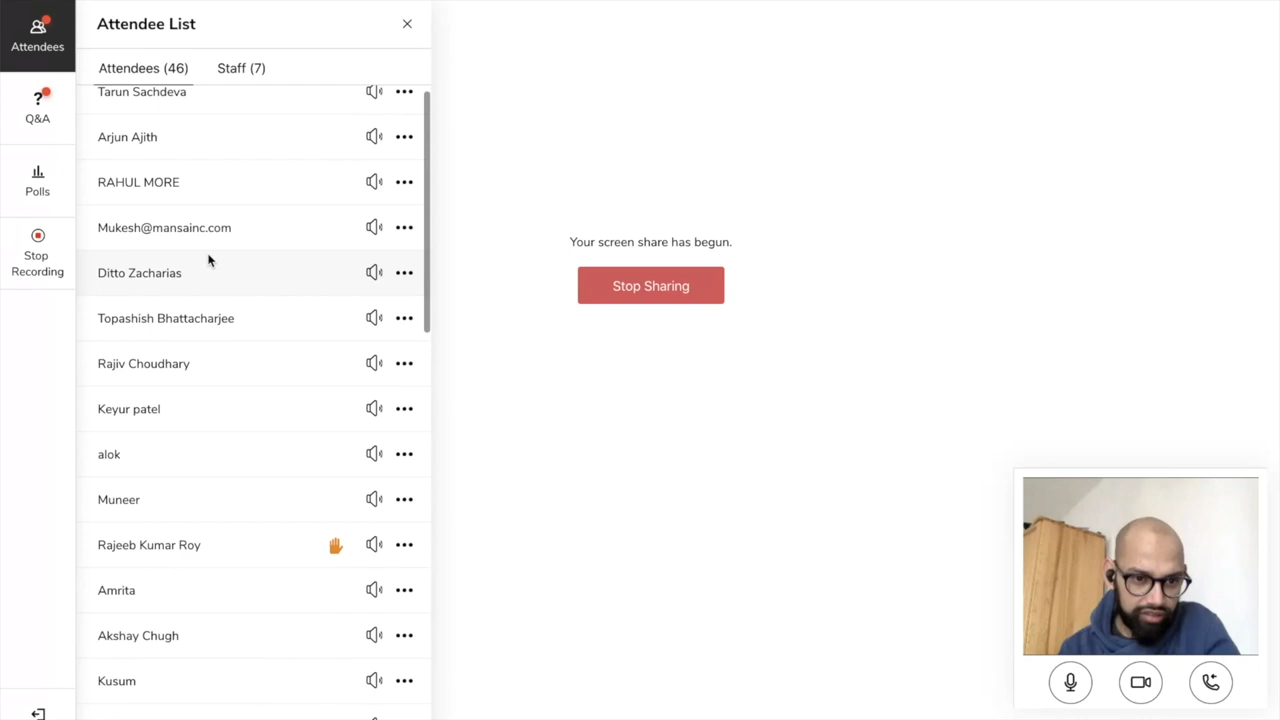 Attendees
?
Q&A
Polls
Stop
Recording
Attendee List
Attendees (46)
Staff (7)
Tarun Sachdeva
Arjun Ajith
RAHUL MORE
Mukesh@mansainc.com
Ditto Zacharias
Topashish Bhattacharjee
Rajiv Choudhary
Keyur patel
alok
Muneer
Rajeeb Kumar Roy
Amrita
Akshay Chugh
Kusum
Your screen share has begun.
Stop Sharing